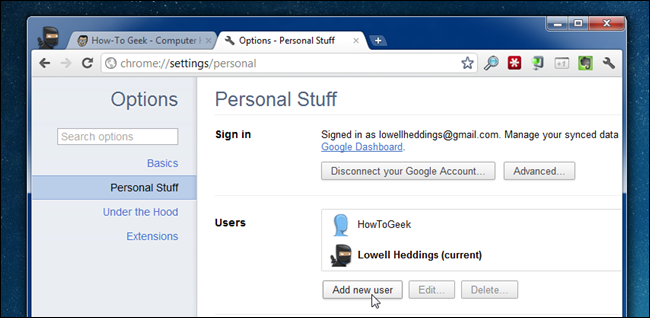 How-To Geek - Computer
Options - Personal Stuff
chrome://settings/personal
Options
Search options
Basics
Personal Stuff
Under the Hood
Extensions
Personal Stuff
Sign in
Signed in as lowellheddings@gmail.com. Manage your synced data
Google Dashboard.
Disconnect your Google Account...
Advanced...
Users
HowToGeek
Lowell Heddings (current)
Add new user
Edit...
Delete...